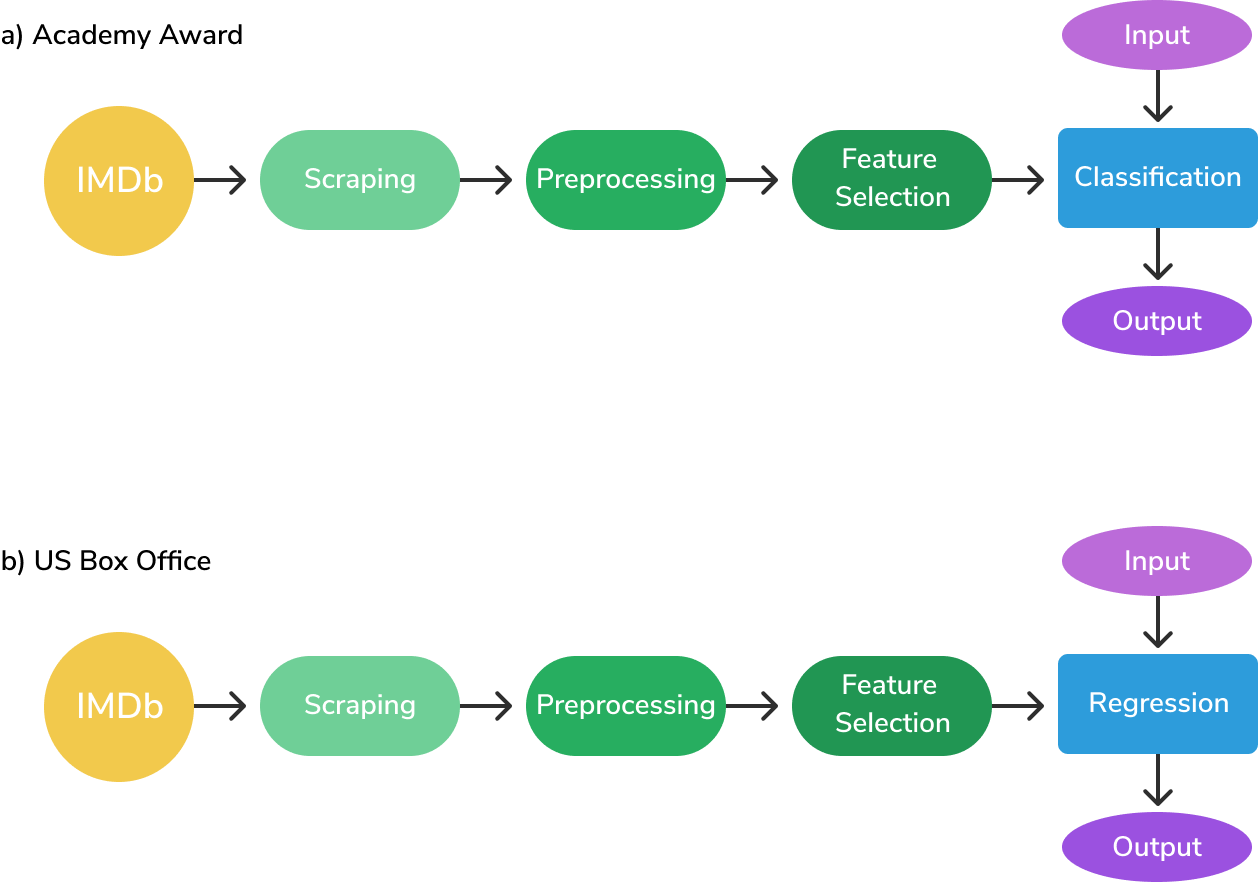 a) Academy Award
Input
IMDb
Scraping
Preprocessing
Feature
Selection
Classification
Output
b) US Box Office
Input
IMDb
Scraping
Preprocessing
Feature
Selection
Regression
Output